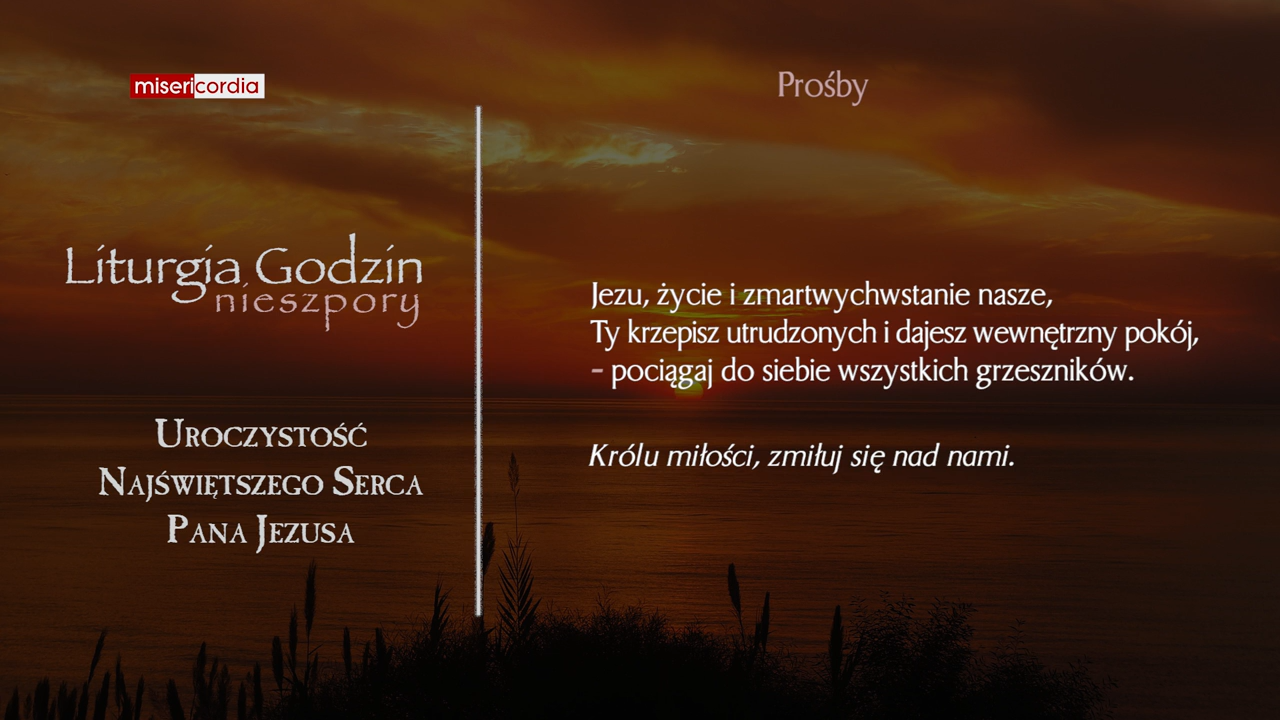 misericordia
Liturgia Godzin
nieszpory
Uroczystość
Najświętszego Serca
Pana Jezusa
Prośby
Jezu, życie i zmartwychwstanie nasze,
Ty krzepisz utrudzonych i dajesz wewnętrzny pokój,
– pociągaj do siebie wszystkich grzeszników.
Królu miłości, zmiłuj się nad nami.